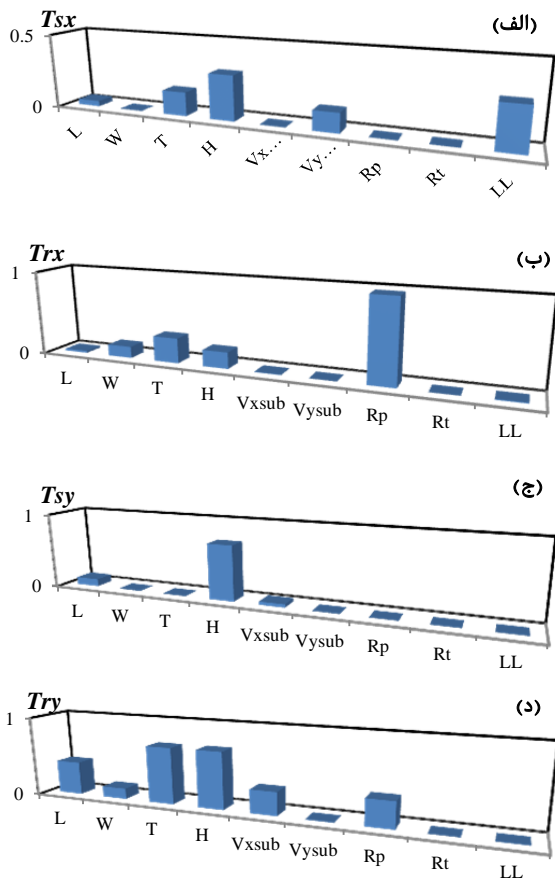 Tsx (الف)
0.5
0
L W T H Vx... Vy... Rp Rt LL
Trx (ب)
1
0
L W T H Vxsub Vysub Rp Rt LL
Tsy (ج)
1
0
L W T H Vxsub Vysub Rp Rt LL
Try (د)
1
0
L W T H Vxsub Vysub Rp Rt LL